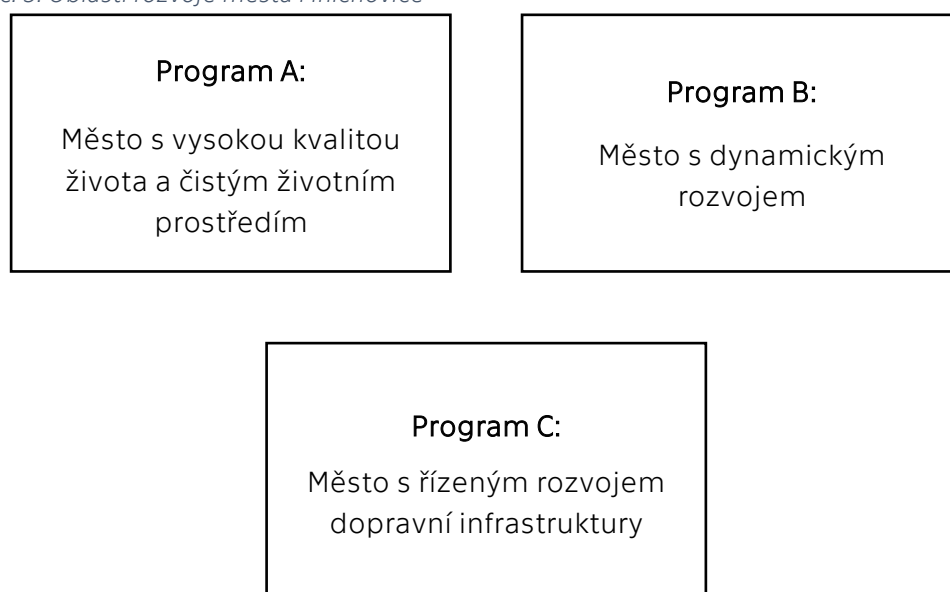 Oblasti rozvoje města Mnichovice
Program A:
Město s vysokou kvalitou
života a čistým životním
prostředím
Program B:
Město s dynamickým
rozvojem
Program C:
Město s řízeným rozvojem
dopravní infrastruktury